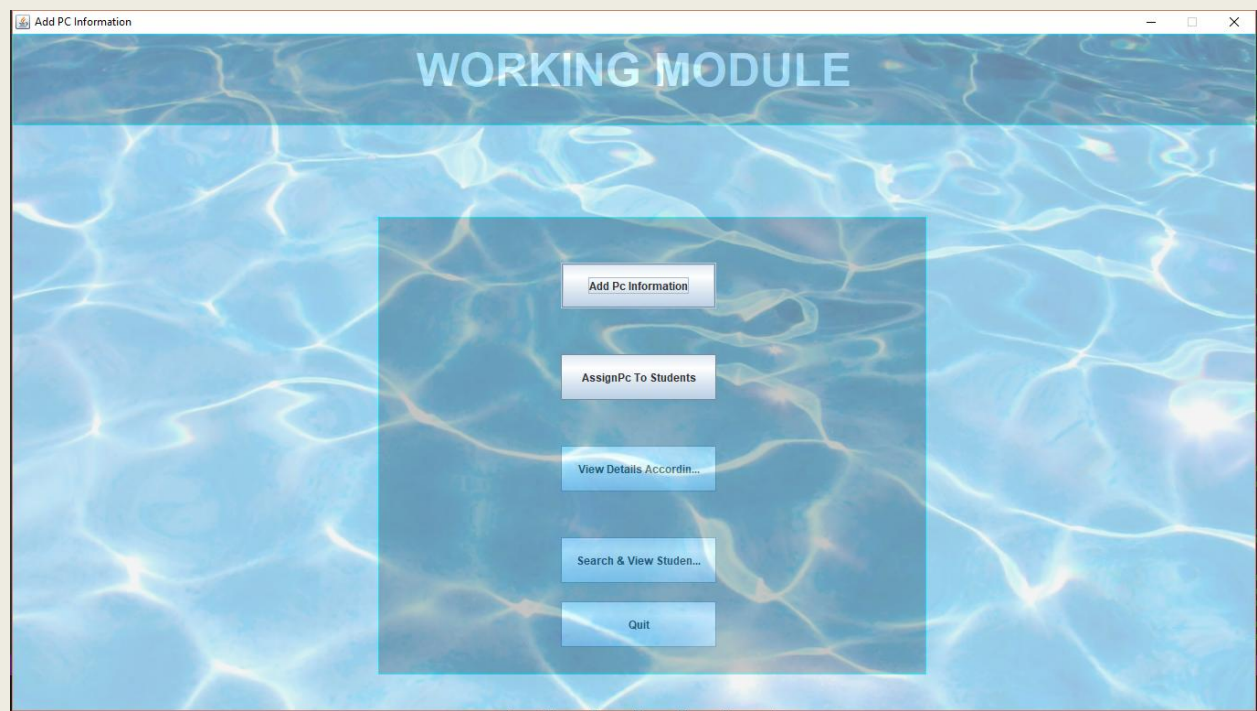 Add PC Information
WORKING MODULE
Add Pc Information
AssignPc To Students
View Details Accordin...
Search & View Studen...
Quit